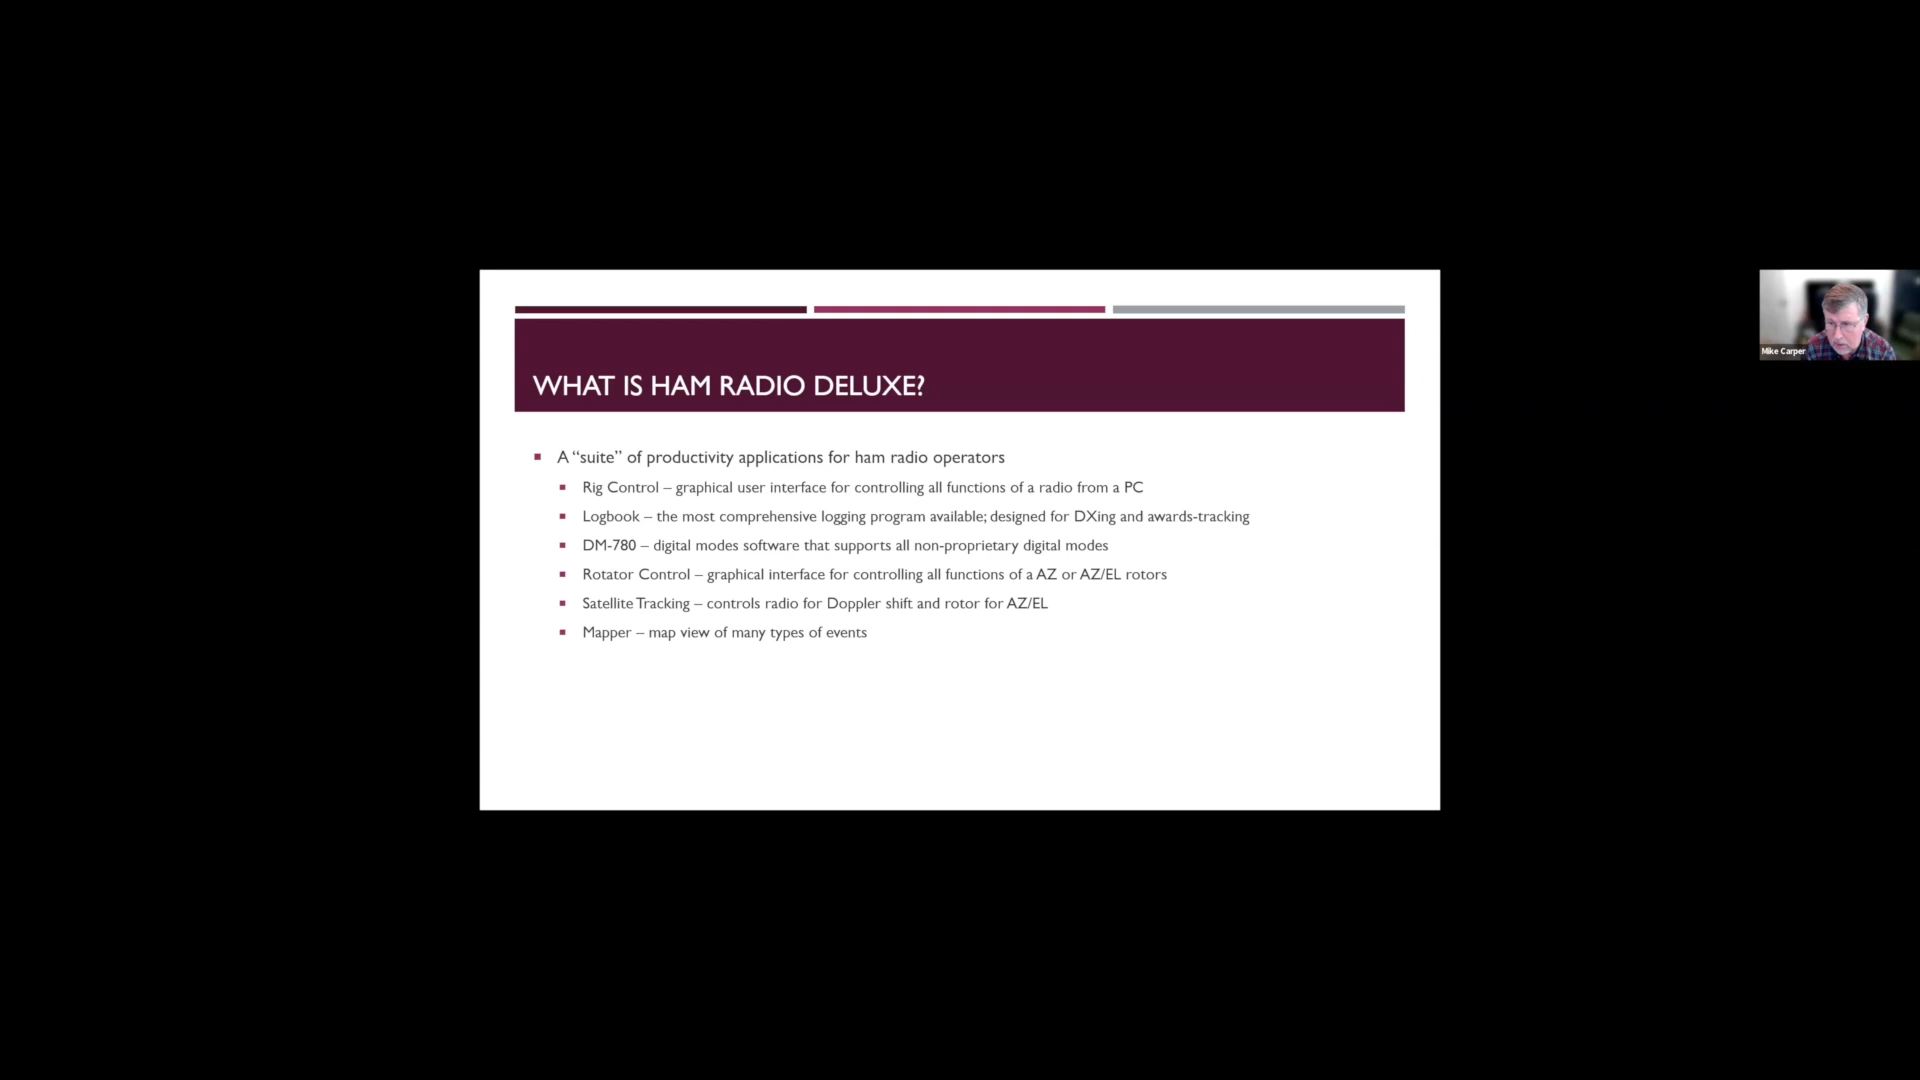 WHAT IS HAM RADIO DELUXE?
A “suite” of productivity applications for ham radio operators
Rig Control – graphical user interface for controlling all functions of a radio from a PC
Logbook – the most comprehensive logging program available; designed for DXing and awards-tracking
DM-780 – digital modes software that supports all non-proprietary digital modes
Rotator Control – graphical interface for controlling all functions of a AZ or AZ/EL rotors
Satellite Tracking – controls radio for Doppler shift and rotor for AZ/EL
Mapper – map view of many types of events
Mike Carper